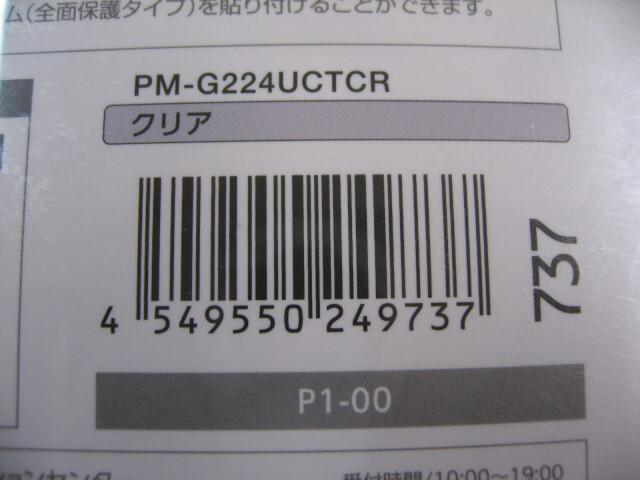 ム(全面保護タイプ)を貼り付けることができます。
PM-G224UCTCR
クリア
4 549550 249737
737
P1-00
受付時間/10:00〜19:00